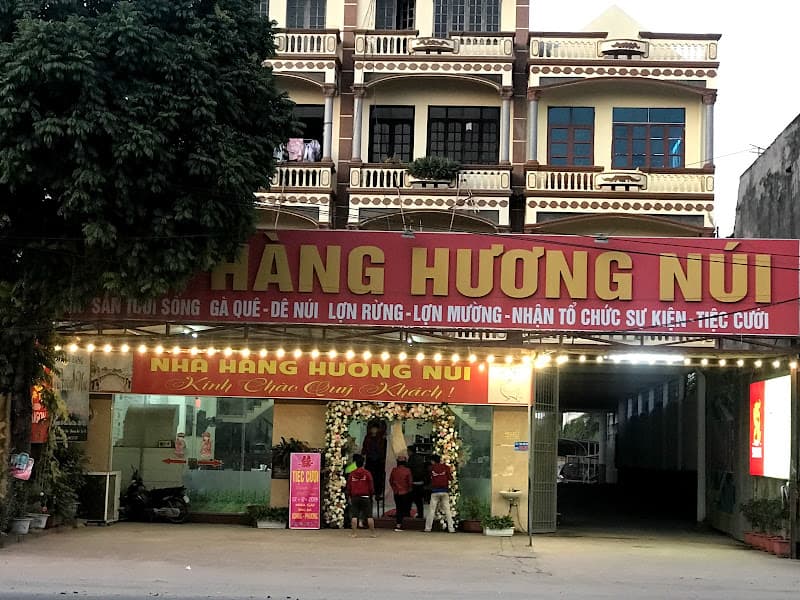 HÀNG HƯƠNG NÚI
SẢN TƯƠI SỐNG GÀ QUÊ - DÊ NÚI LỢN RỪNG - LỢN MƯỜNG - NHẬN TỔ CHỨC SỰ KIỆN - TIỆC CƯỚI
NHÀ HÀNG HƯƠNG NÚI
Kính Chào Quý Khách !
TIỆC CƯỚI